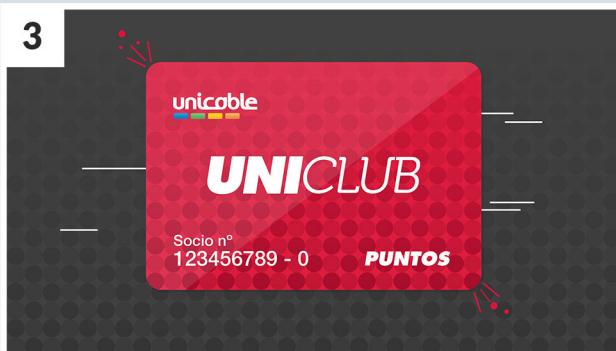 3
unicable
UNICLUB
Socio nº
123456789 - 0 PUNTOS